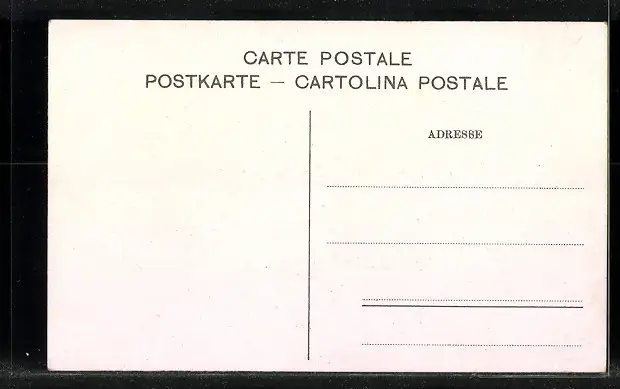 CARTE POSTALE
POSTKARTE — CARTOLINA POSTALE
ADRESSE